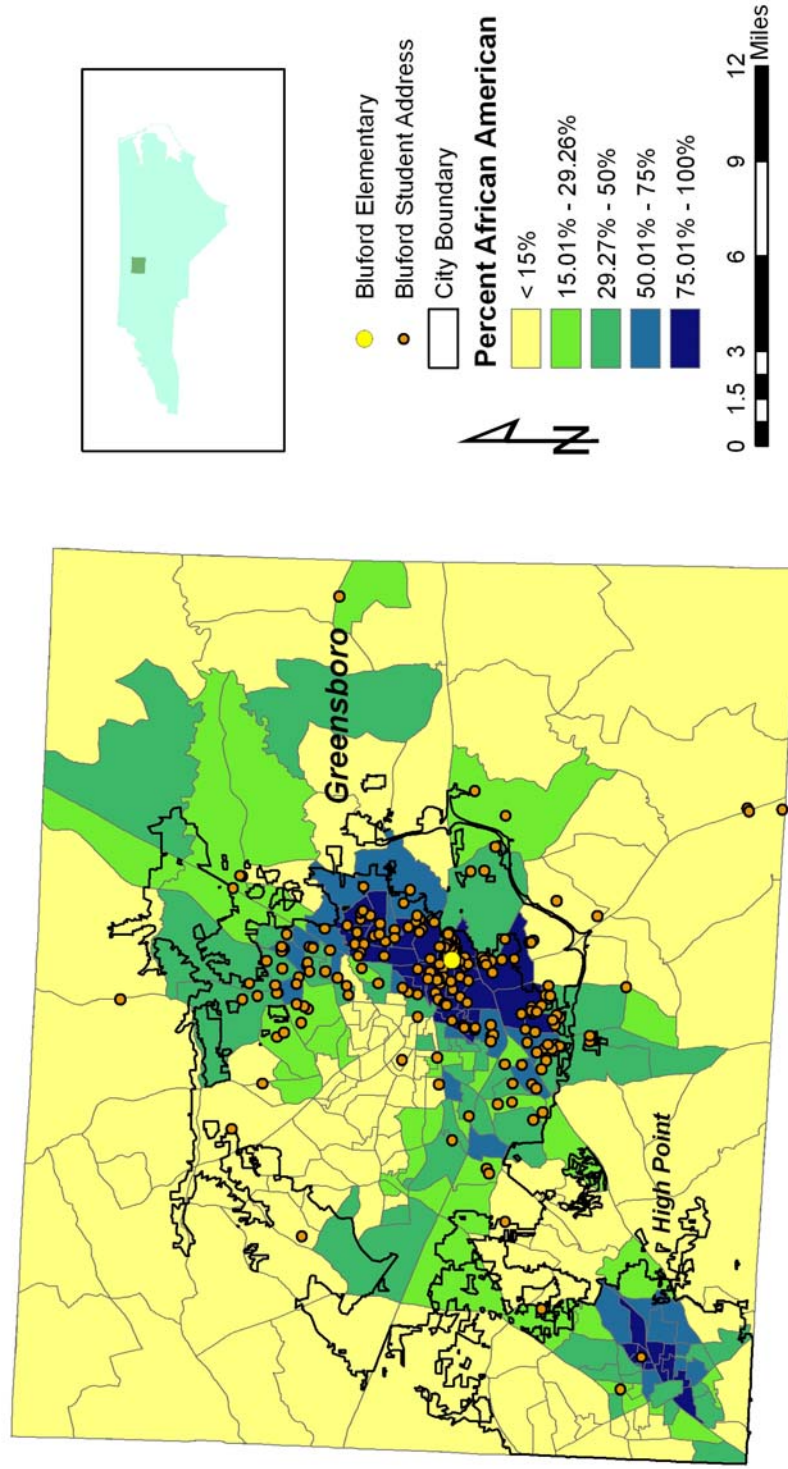 Greensboro
High Point
Bluford Elementary
Bluford Student Address
City Boundary
Percent African American
< 15%
15.01% - 29.26%
29.27% - 50%
50.01% - 75%
75.01% - 100%
N
0 1.5 3 6 9 12
Miles